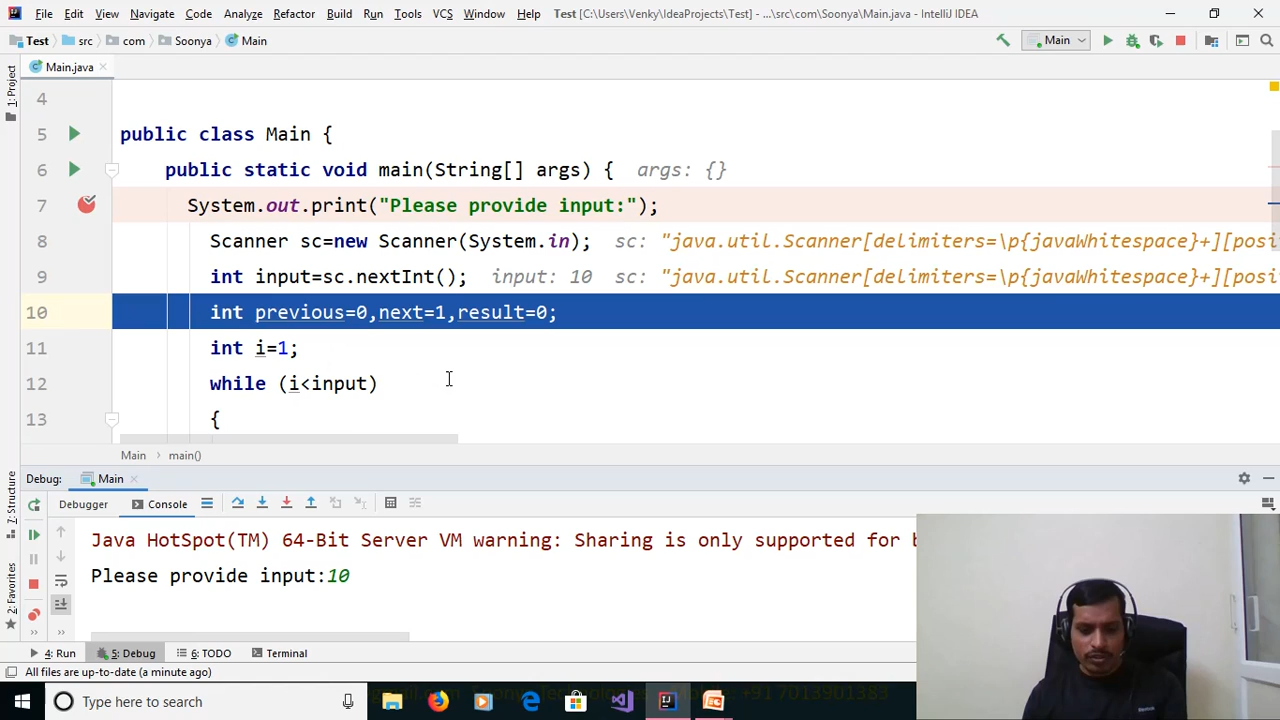 File Edit View Navigate Code Analyze Refactor Build Run Tools VCS Window Help Test [C:\Users\Venky\IdeaProjects\Test] - ...\src\com\Soonya\Main.java - IntelliJ IDEA
Test src com Soonya Main Main
1: Project
Main.java
4
5 public class Main {
6 public static void main(String[] args) { args: {}
7 System.out.print("Please provide input:");
8 Scanner sc=new Scanner(System.in); sc: "java.util.Scanner[delimiters=\p{javaWhitespace}+][posi
9 int input=sc.nextInt(); input: 10 sc: "java.util.Scanner[delimiters=\p{javaWhitespace}+][posi
10 int previous=0,next=1,result=0;
11 int i=1;
12 while (i<input)
13 {
Main main()
Debug: Main
Z: Structure
Debugger Console
Java HotSpot(TM) 64-Bit Server VM warning: Sharing is only supported for b
Please provide input:10
2: Favorites
4: Run 5: Debug 6: TODO Terminal
All files are up-to-date (a minute ago)
Type here to search